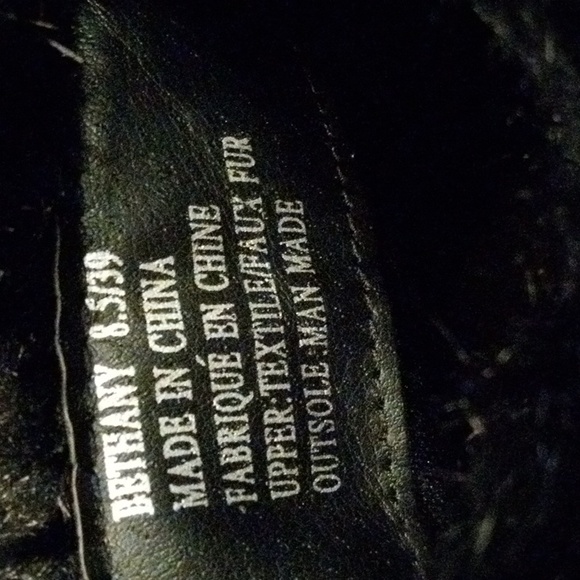 BETHANY 8.5/39
MADE IN CHINA
FABRIQUÉ EN CHINE
UPPER:TEXTILE/FAUX FUR
OUTSOLE:MAN MADE